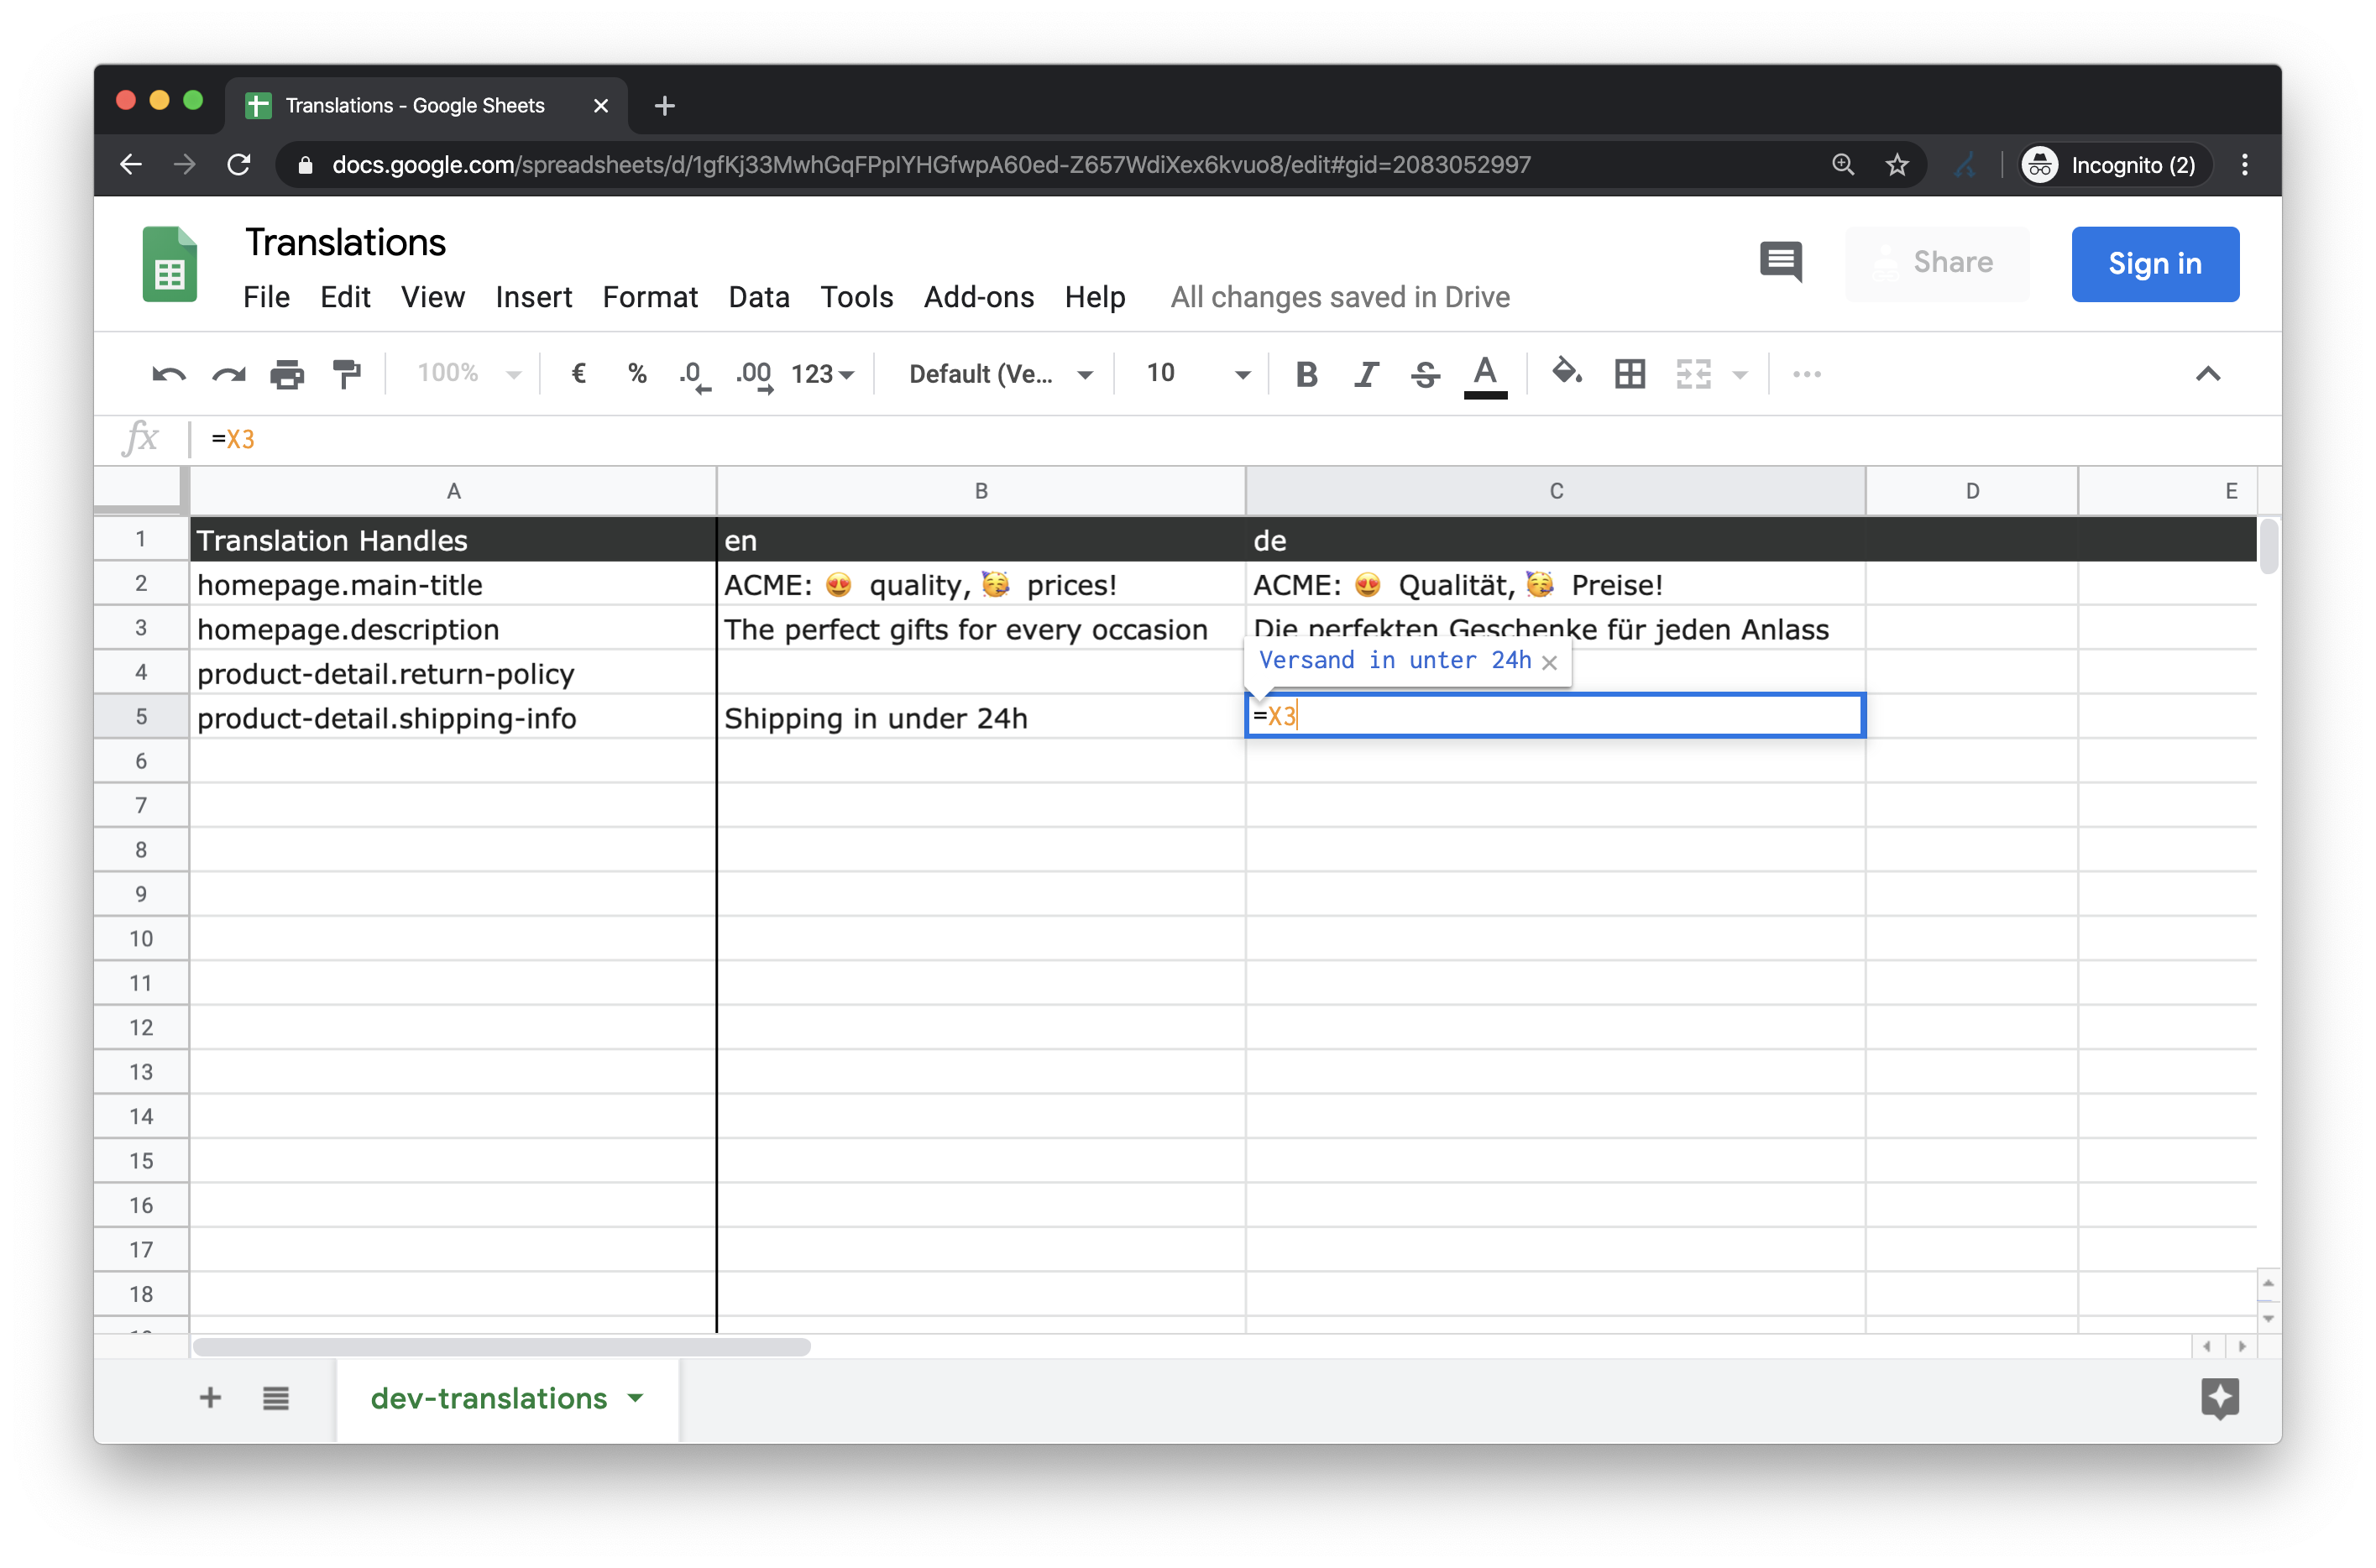 Translations - Google Sheets
docs.google.com/spreadsheets/d/1gfKj33MwhGqFPpIYHGfwpA60ed-Z657WdiXex6kvuo8/edit#gid=2083052997
Incognito (2)
Translations
File Edit View Insert Format Data Tools Add-ons Help All changes saved in Drive
Share
Sign in
100% € % .0 .00 123 Default (Ve... 10 B I S A
fx =X3
A B C D E
1 Translation Handles en de
2 homepage.main-title ACME: 😍 quality, 🥳 prices! ACME: 😍 Qualität, 🥳 Preise!
3 homepage.description The perfect gifts for every occasion Die perfekten Geschenke für jeden Anlass
Versand in unter 24h
4 product-detail.return-policy
5 product-detail.shipping-info Shipping in under 24h =X3
6
7
8
9
10
11
12
13
14
15
16
17
18
dev-translations